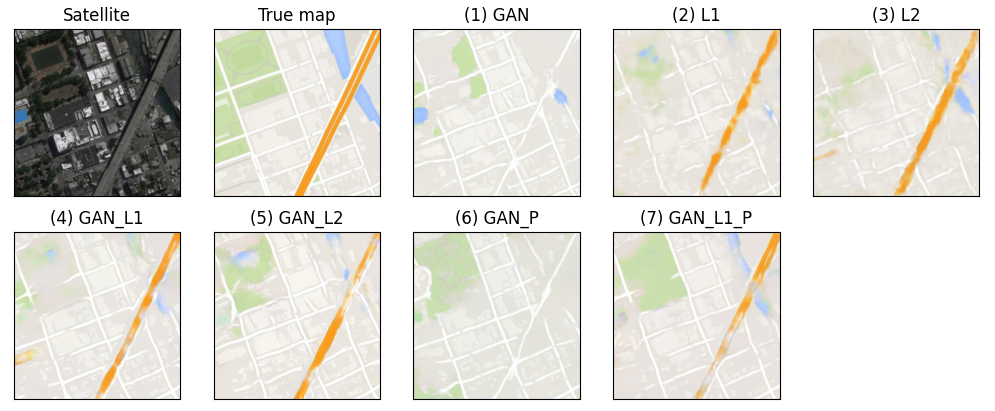 Satellite
True map
(1) GAN
(2) L1
(3) L2
(4) GAN_L1
(5) GAN_L2
(6) GAN_P
(7) GAN_L1_P